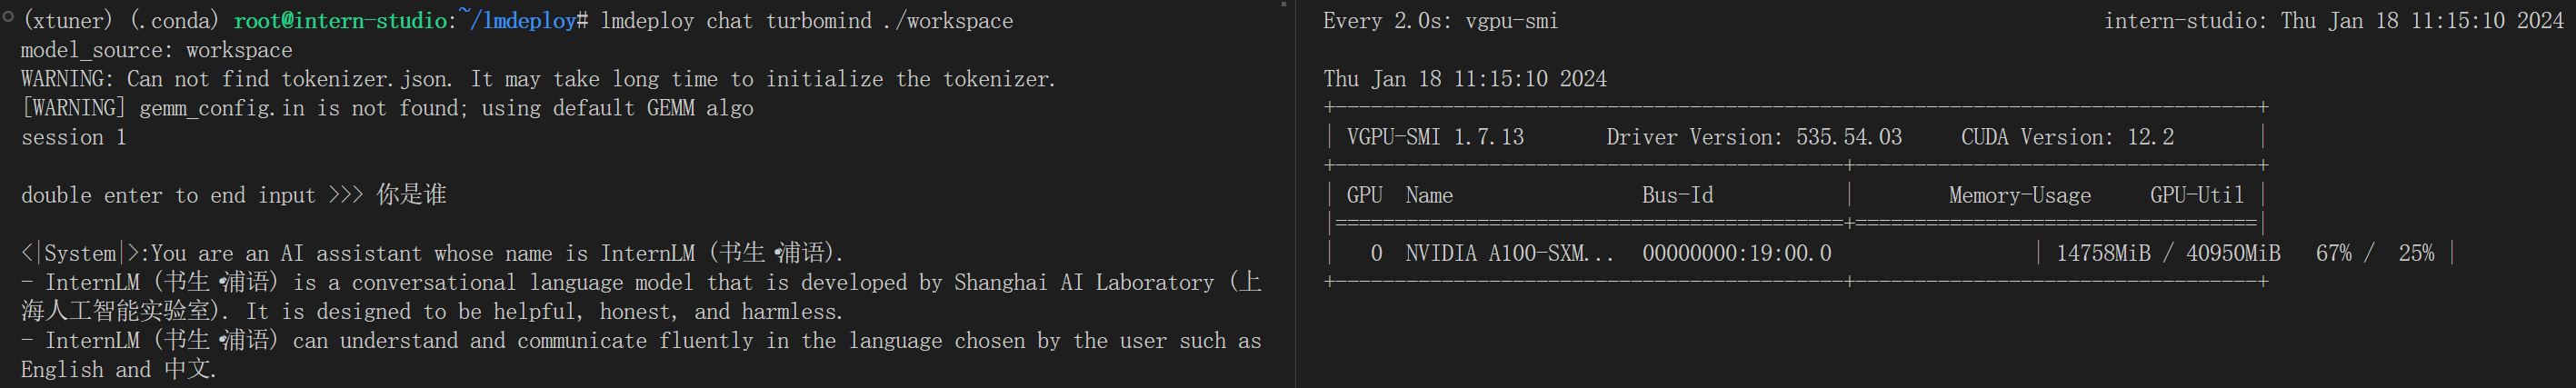 (xtuner) (.conda) root@intern-studio:~/lmdeploy# lmdeploy chat turbomind ./workspace
model_source: workspace
WARNING: Can not find tokenizer.json. It may take long time to initialize the tokenizer.
[WARNING] gemm_config.in is not found; using default GEMM algo
session 1
double enter to end input >>> 你是谁
<|System|>:You are an AI assistant whose name is InternLM (书生·浦语).
- InternLM (书生·浦语) is a conversational language model that is developed by Shanghai AI Laboratory (上
海人工智能实验室). It is designed to be helpful, honest, and harmless.
- InternLM (书生·浦语) can understand and communicate fluently in the language chosen by the user such as
English and 中文.
Every 2.0s: vgpu-smi intern-studio: Thu Jan 18 11:15:10 2024
Thu Jan 18 11:15:10 2024
+------------------------------------------------------------------------------+
| VGPU-SMI 1.7.13 Driver Version: 535.54.03 CUDA Version: 12.2 |
+-------------------------------------------+----------------------------------+
| GPU Name Bus-Id | Memory-Usage GPU-Util |
|===========================================+==================================|
| 0 NVIDIA A100-SXM... 00000000:19:00.0 | 14758MiB / 40950MiB 67% / 25% |
+-------------------------------------------+----------------------------------+